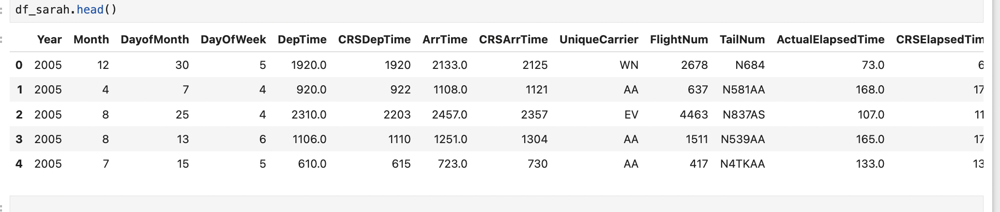 df_sarah.head()
Year Month DayofMonth DayOfWeek DepTime CRSDepTime ArrTime CRSArrTime UniqueCarrier FlightNum TailNum ActualElapsedTime CRSElapsedTim
0 2005 12 30 5 1920.0 1920 2133.0 2125 WN 2678 N684 73.0 6
1 2005 4 7 4 920.0 922 1108.0 1121 AA 637 N581AA 168.0 17
2 2005 8 25 4 2310.0 2203 2457.0 2357 EV 4463 N837AS 107.0 11
3 2005 8 13 6 1106.0 1110 1251.0 1304 AA 1511 N539AA 165.0 17
4 2005 7 15 5 610.0 615 723.0 730 AA 417 N4TKAA 133.0 13